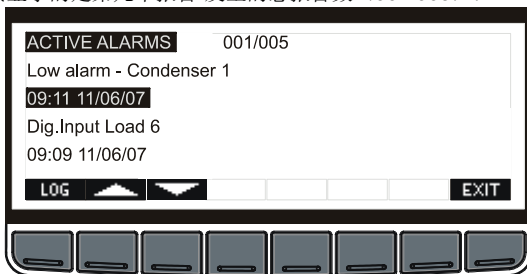 ACTIVE ALARMS 001/005
Low alarm - Condenser 1
09:11 11/06/07
Dig.Input Load 6
09:09 11/06/07
LOG EXIT